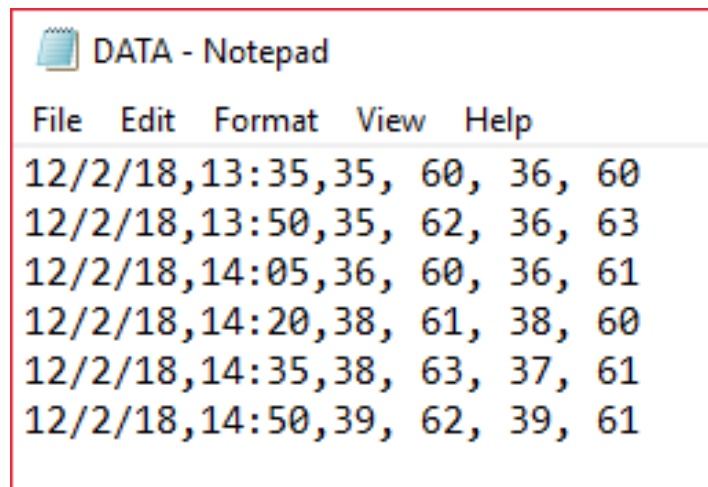 DATA - Notepad
File Edit Format View Help
12/2/18,13:35,35, 60, 36, 60
12/2/18,13:50,35, 62, 36, 63
12/2/18,14:05,36, 60, 36, 61
12/2/18,14:20,38, 61, 38, 60
12/2/18,14:35,38, 63, 37, 61
12/2/18,14:50,39, 62, 39, 61